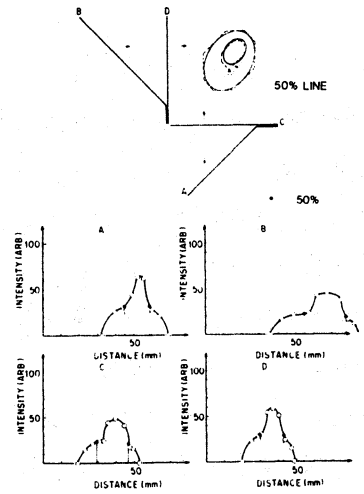 B
D
50% LINE
C
A
50%
A
B
INTENSITY (ARB)
100
50
50
DISTANCE (mm)
INTENSITY (ARB)
100
50
50
DISTANCE (mm)
C
D
INTENSITY (ARB)
100
50
50
DISTANCE (mm)
INTENSITY (ARB)
100
50
50
DISTANCE (mm)